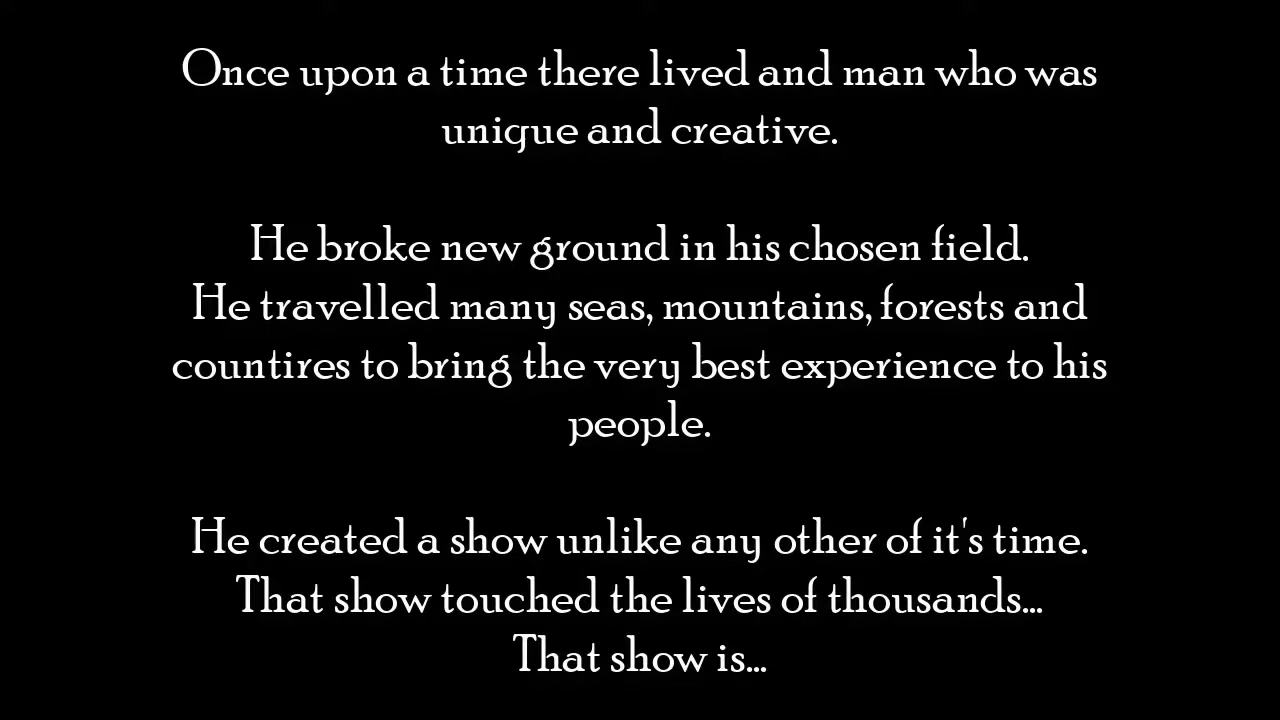 Once upon a time there lived and man who was
unique and creative.
He broke new ground in his chosen field.
He travelled many seas, mountains, forests and
countires to bring the very best experience to his
people.
He created a show unlike any other of it's time.
That show touched the lives of thousands...
That show is...